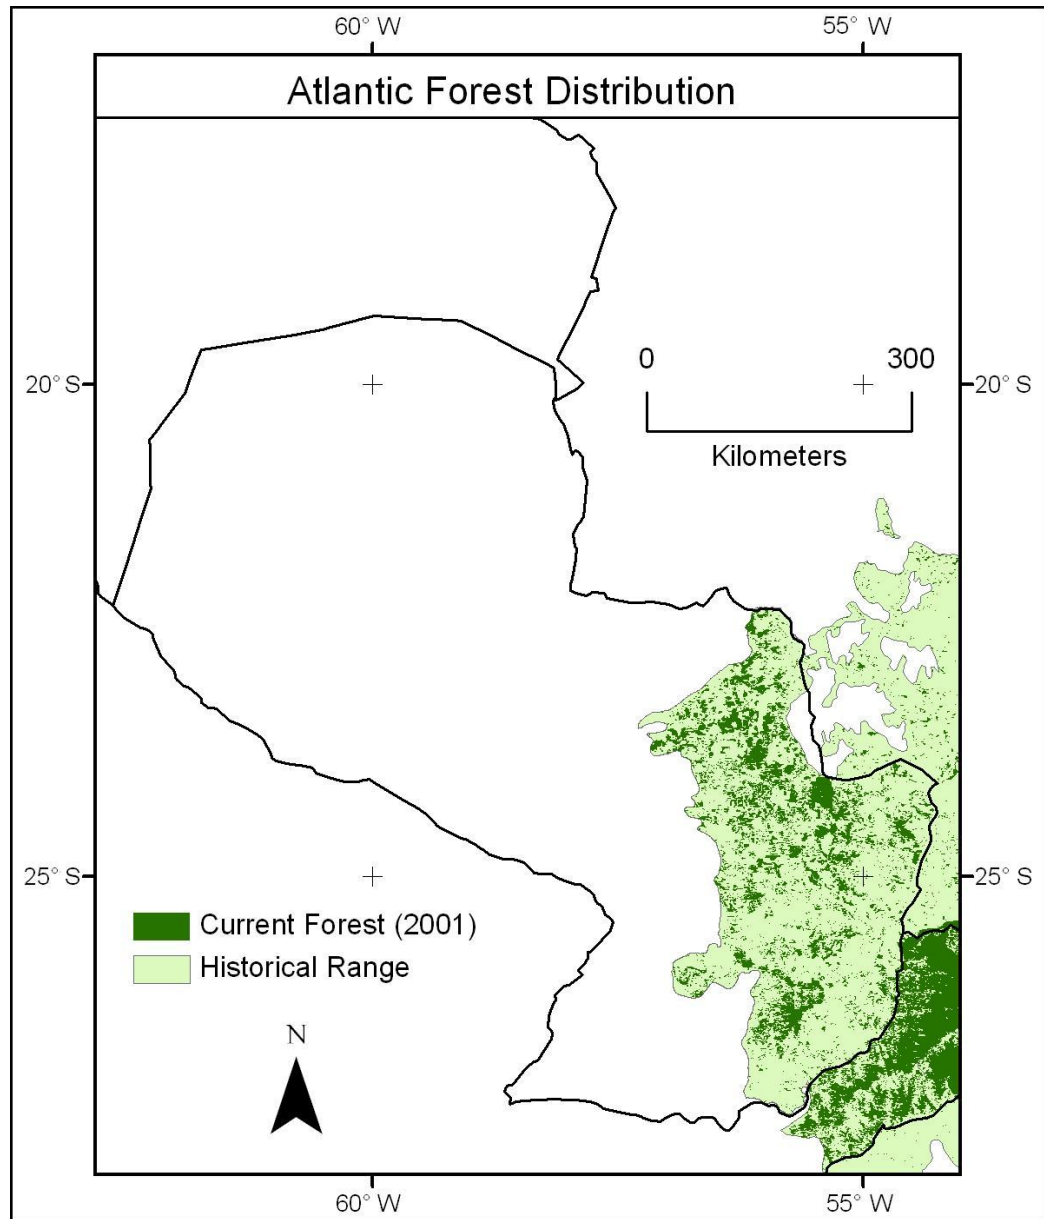 60° W
55° W
Atlantic Forest Distribution
0
300
20° S
20° S
Kilometers
25° S
25° S
Current Forest (2001)
Historical Range
N
60° W
55° W